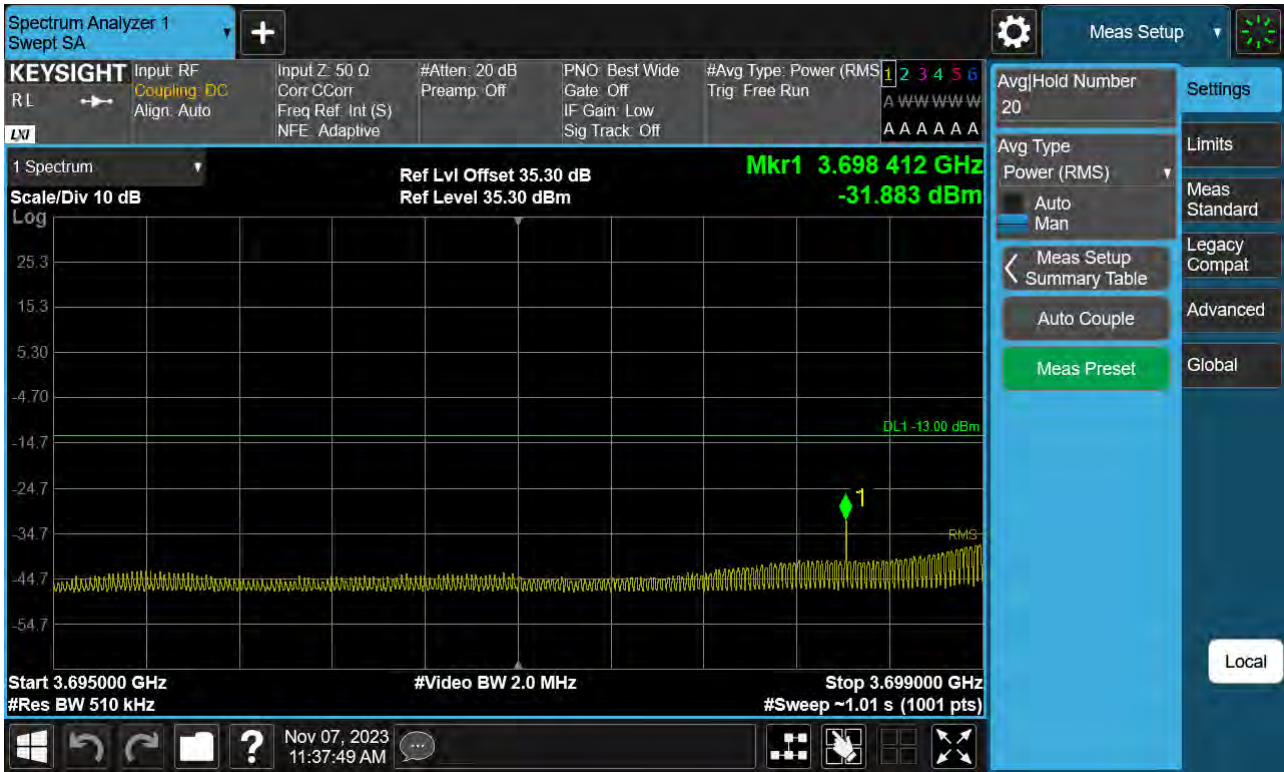 Spectrum Analyzer 1
Swept SA
+
Meas Setup
KEYSIGHT
RL
LXI
Input: RF
Coupling: DC
Align: Auto
Input Z: 50 Ω
Corr CCorr
Freq Ref: Int (S)
NFE: Adaptive
#Atten: 20 dB
Preamp: Off
PNO: Best Wide
Gate: Off
IF Gain: Low
Sig Track: Off
#Avg Type: Power (RMS
Trig: Free Run
1 2 3 4 5 6
A W W W W W
A A A A A A
1 Spectrum
Scale/Div 10 dB
Log
Ref Lvl Offset 35.30 dB
Ref Level 35.30 dBm
Mkr1 3.698 412 GHz
-31.883 dBm
25.3
15.3
5.30
-4.70
-14.7
-24.7
-34.7
-44.7
-54.7
DL1 -13.00 dBm
1
RMS
Start 3.695000 GHz
#Res BW 510 kHz
#Video BW 2.0 MHz
Stop 3.699000 GHz
#Sweep ~1.01 s (1001 pts)
Avg|Hold Number
20
Avg Type
Power (RMS)
Auto
Man
Meas Setup
Summary Table
Auto Couple
Meas Preset
Settings
Limits
Meas
Standard
Legacy
Compat
Advanced
Global
Local
?
Nov 07, 2023
11:37:49 AM